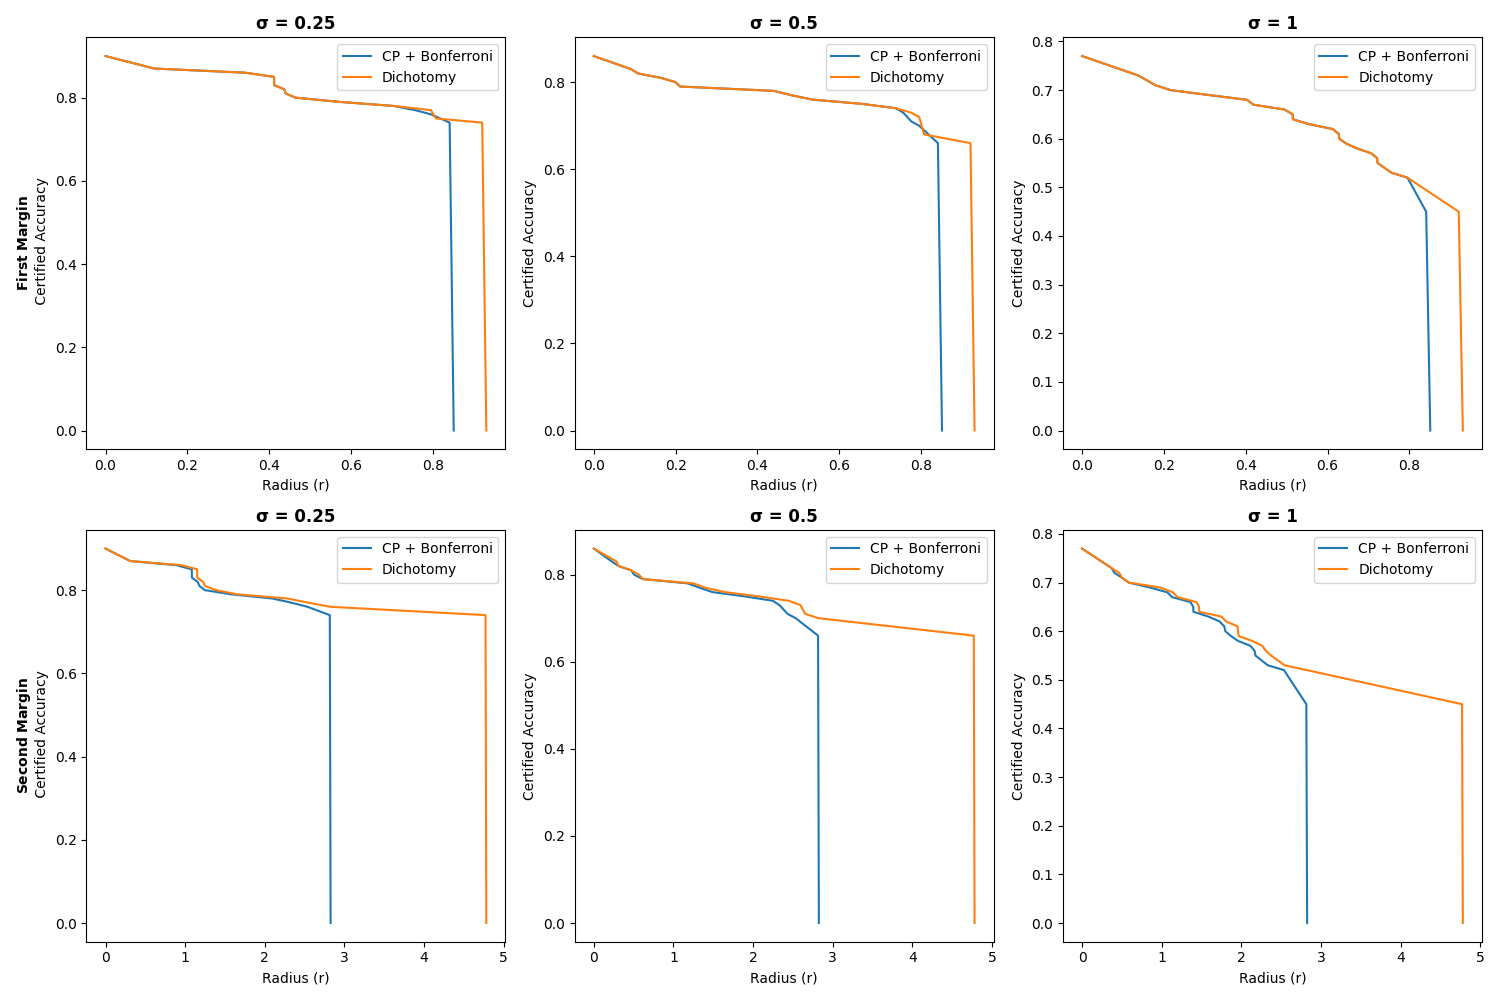 σ = 0.25
CP + Bonferroni
Dichotomy
First Margin
Certified Accuracy
0.8
0.6
0.4
0.2
0.0
0.0 0.2 0.4 0.6 0.8
Radius (r)
σ = 0.5
CP + Bonferroni
Dichotomy
Certified Accuracy
0.8
0.6
0.4
0.2
0.0
0.0 0.2 0.4 0.6 0.8
Radius (r)
σ = 1
CP + Bonferroni
Dichotomy
Certified Accuracy
0.8
0.7
0.6
0.5
0.4
0.3
0.2
0.1
0.0
0.0 0.2 0.4 0.6 0.8
Radius (r)
σ = 0.25
CP + Bonferroni
Dichotomy
Second Margin
Certified Accuracy
0.8
0.6
0.4
0.2
0.0
0 1 2 3 4 5
Radius (r)
σ = 0.5
CP + Bonferroni
Dichotomy
Certified Accuracy
0.8
0.6
0.4
0.2
0.0
0 1 2 3 4 5
Radius (r)
σ = 1
CP + Bonferroni
Dichotomy
Certified Accuracy
0.8
0.7
0.6
0.5
0.4
0.3
0.2
0.1
0.0
0 1 2 3 4 5
Radius (r)